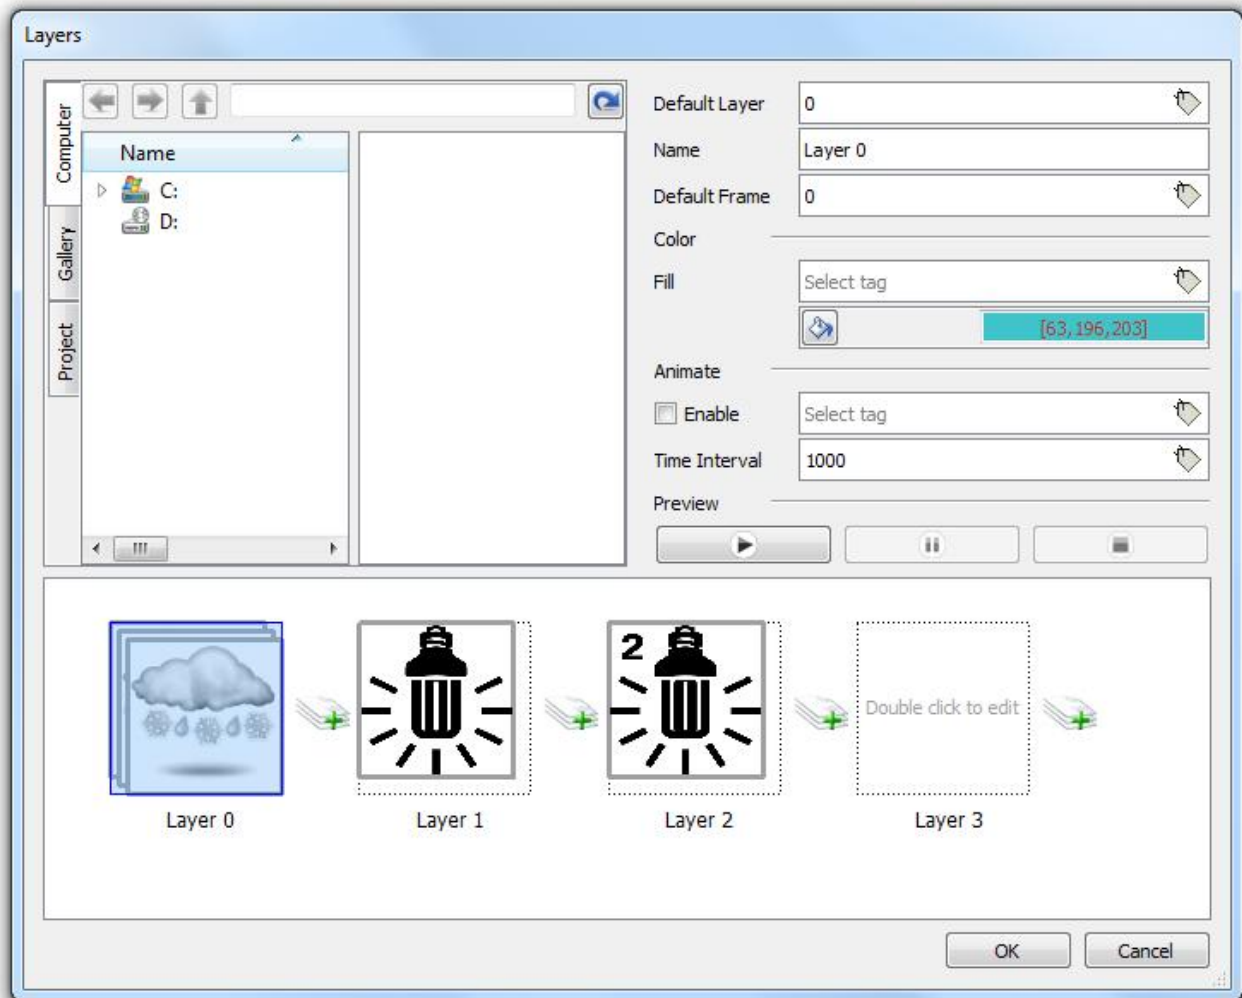 Layers
Computer
Gallery
Project
Name
C:
D:
Default Layer 0
Name Layer 0
Default Frame 0
Color
Fill Select tag
[63,196,203]
Animate
Enable Select tag
Time Interval 1000
Preview
2
Double click to edit
Layer 0 Layer 1 Layer 2 Layer 3
OK Cancel